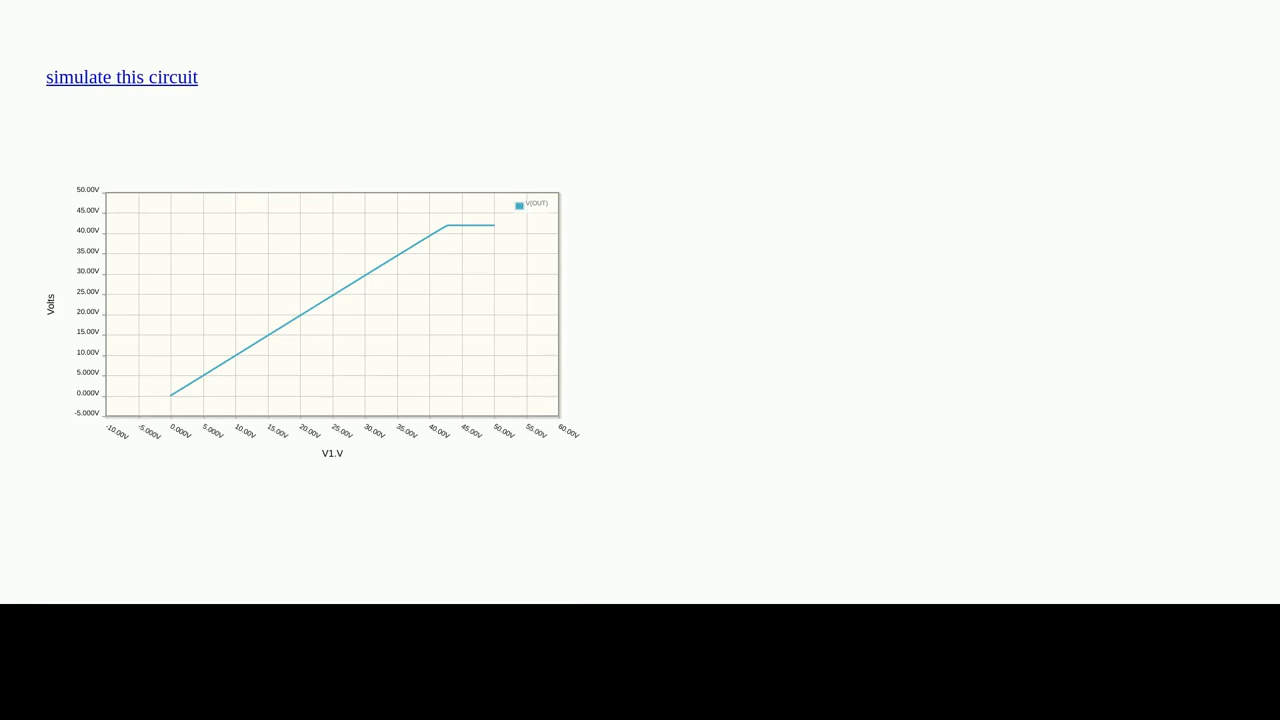 simulate this circuit
50.00V
45.00V
40.00V
35.00V
30.00V
25.00V
20.00V
15.00V
10.00V
5.000V
0.000V
-5.000V
Volts
V(OUT)
-10.00V -5.000V 0.000V 5.000V 10.00V 15.00V 20.00V 25.00V 30.00V 35.00V 40.00V 45.00V 50.00V 55.00V 60.00V
V1.V